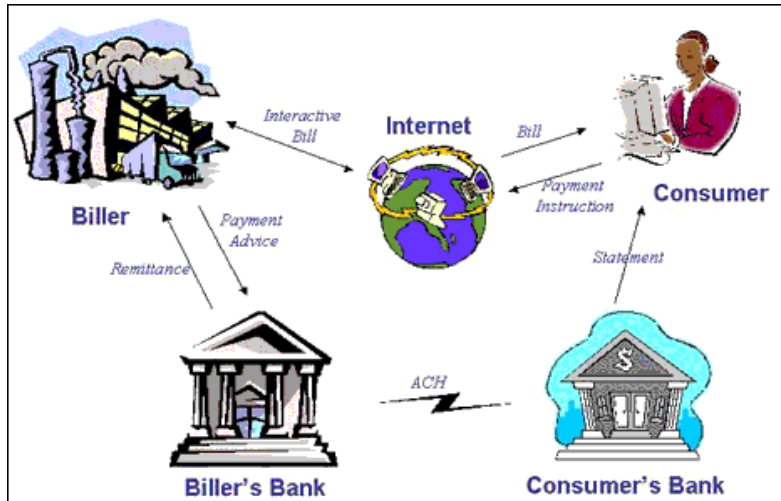 Interactive
Bill
Internet
Bill
Payment
Instruction
Consumer
Biller
Payment
Advice
Remittance
Statement
$
ACH
Biller's Bank
Consumer's Bank